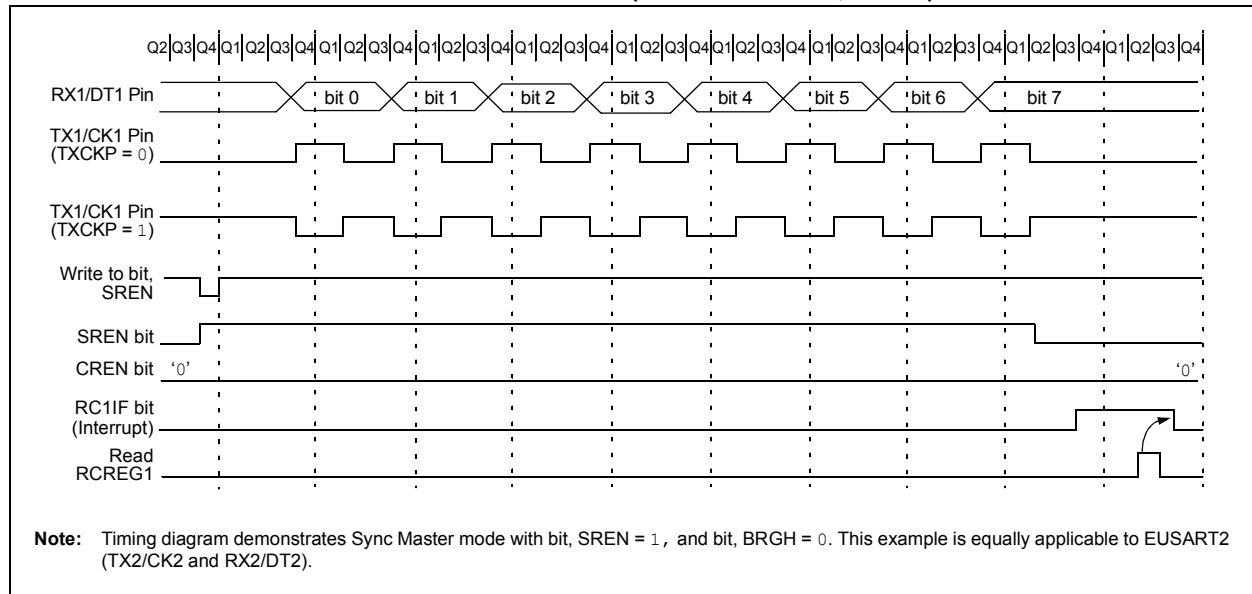 Q2 Q3 Q4 Q1 Q2 Q3 Q4 Q1 Q2 Q3 Q4 Q1 Q2 Q3 Q4 Q1 Q2 Q3 Q4 Q1 Q2 Q3 Q4 Q1 Q2 Q3 Q4 Q1 Q2 Q3 Q4 Q1 Q2 Q3 Q4 Q1 Q2 Q3 Q4 Q1 Q2 Q3 Q4
RX1/DT1 Pin bit 0 bit 1 bit 2 bit 3 bit 4 bit 5 bit 6 bit 7
TX1/CK1 Pin
(TXCKP = 0)
TX1/CK1 Pin
(TXCKP = 1)
Write to bit,
SREN
SREN bit
CREN bit ‘0’ ‘0’
RC1IF bit
(Interrupt)
Read
RCREG1
Note: Timing diagram demonstrates Sync Master mode with bit, SREN = 1, and bit, BRGH = 0. This example is equally applicable to EUSART2
(TX2/CK2 and RX2/DT2).